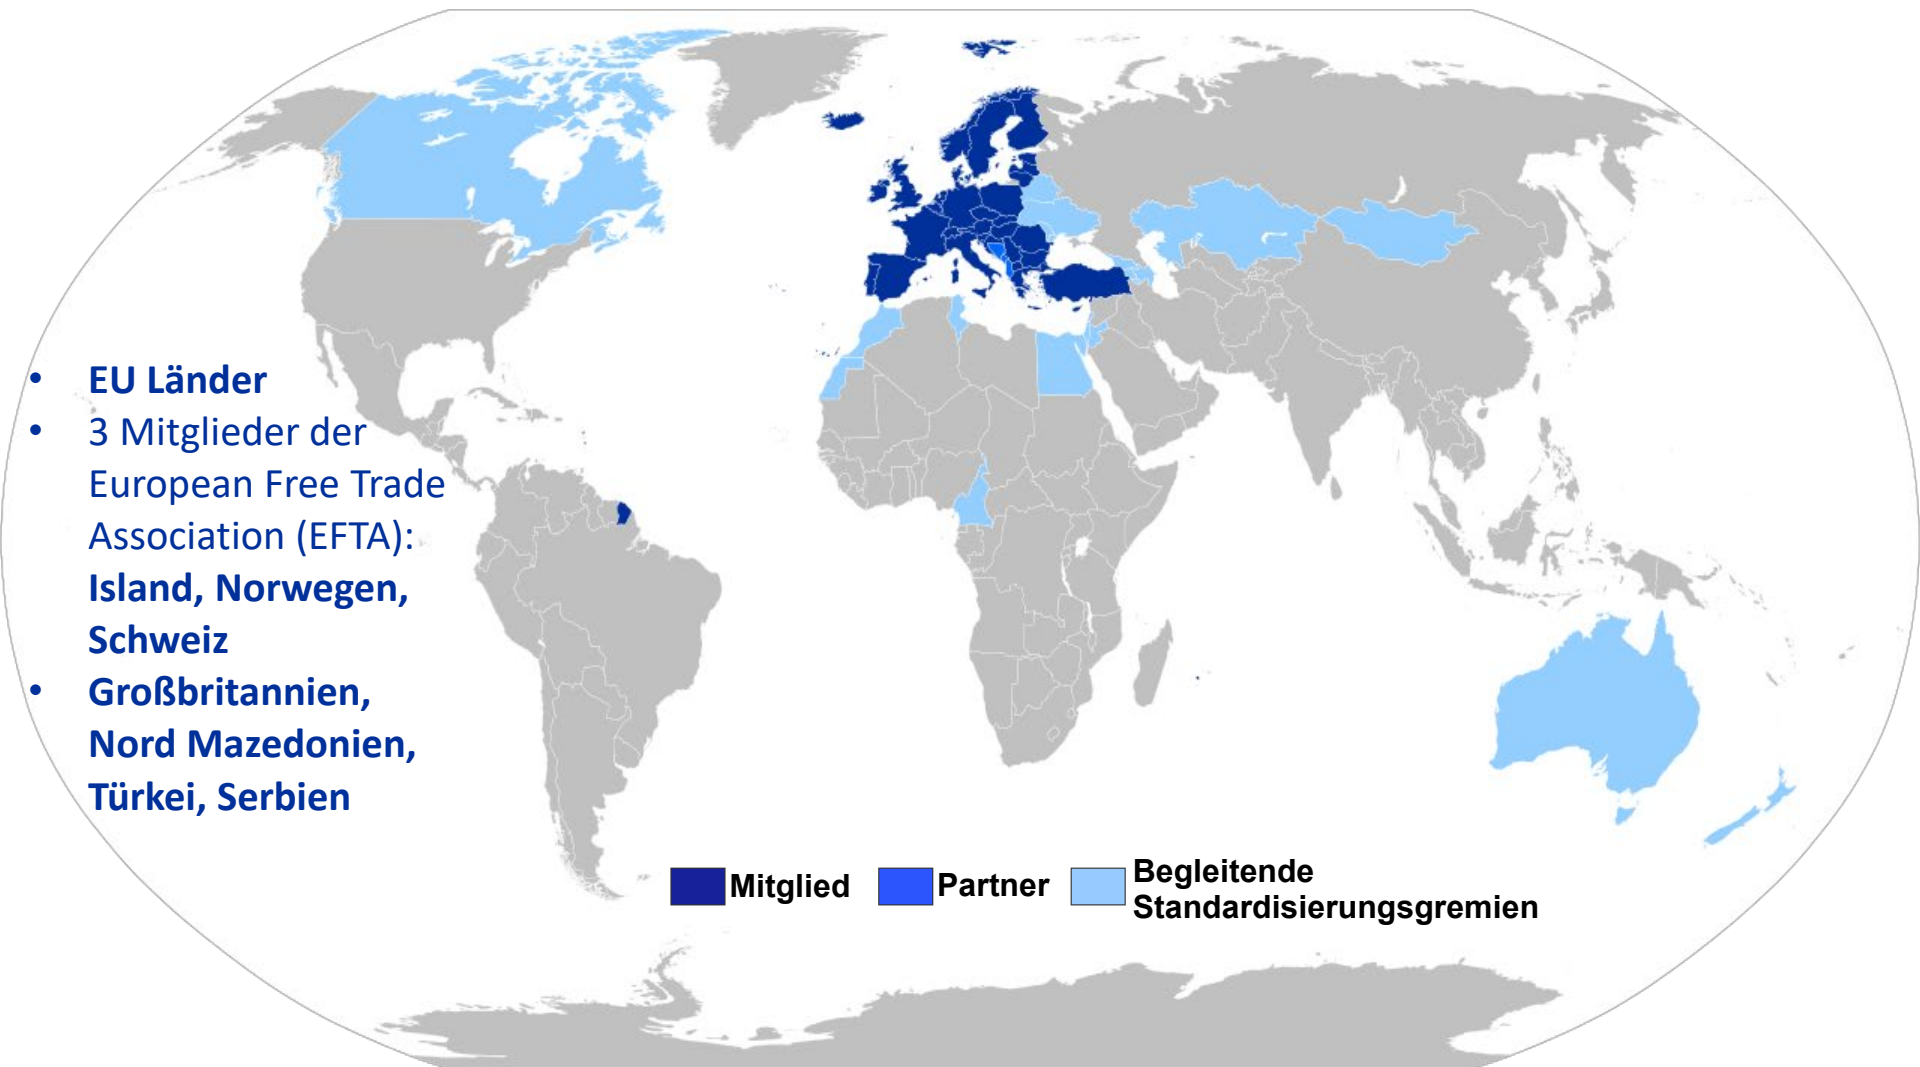 • EU Länder
• 3 Mitglieder der
European Free Trade
Association (EFTA):
Island, Norwegen,
Schweiz
• Großbritannien,
Nord Mazedonien,
Türkei, Serbien
Mitglied
Partner
Begleitende
Standardisierungsgremien